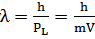 λ = h/P_L = h/mV